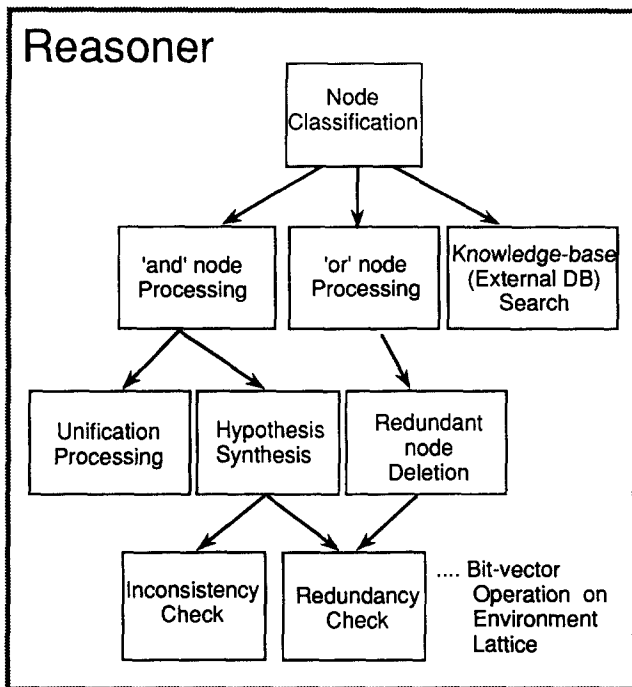 Reasoner
Node
Classification
'and' node
Processing
'or' node
Processing
Knowledge-base
(External DB)
Search
Unification
Processing
Hypothesis
Synthesis
Redundant
node
Deletion
Inconsistency
Check
Redundancy
Check
.... Bit-vector
Operation on
Environment
Lattice